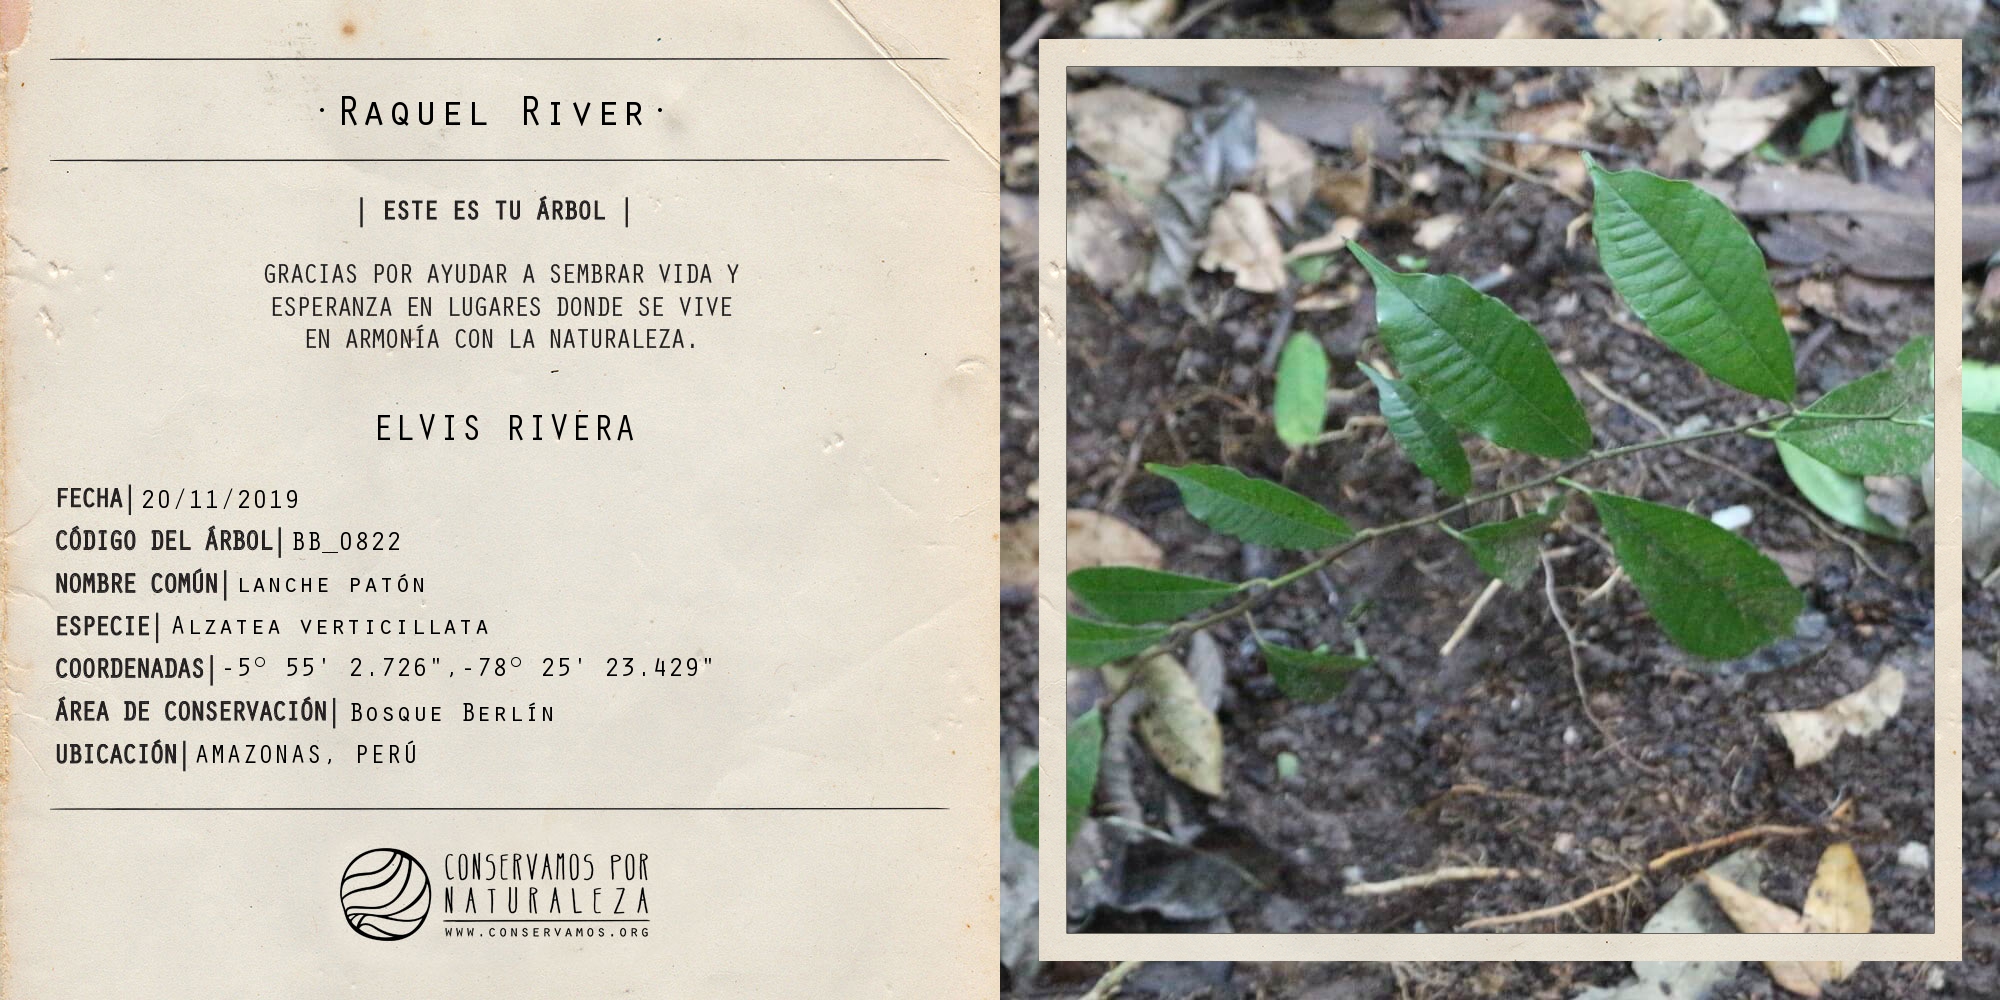 ·Raquel River·
| ESTE ES TU ÁRBOL |
GRACIAS POR AYUDAR A SEMBRAR VIDA Y
ESPERANZA EN LUGARES DONDE SE VIVE
EN ARMONÍA CON LA NATURALEZA.
-
ELVIS RIVERA
FECHA| 20/11/2019
CÓDIGO DEL ÁRBOL| BB_0822
NOMBRE COMÚN| LANCHE PATÓN
ESPECIE| Alzatea verticillata
COORDENADAS| -5° 55' 2.726",-78° 25' 23.429"
ÁREA DE CONSERVACIÓN| Bosque Berlín
UBICACIÓN| AMAZONAS, PERÚ
CONSERVAMOS POR
NATURALEZA
WWW.CONSERVAMOS.ORG